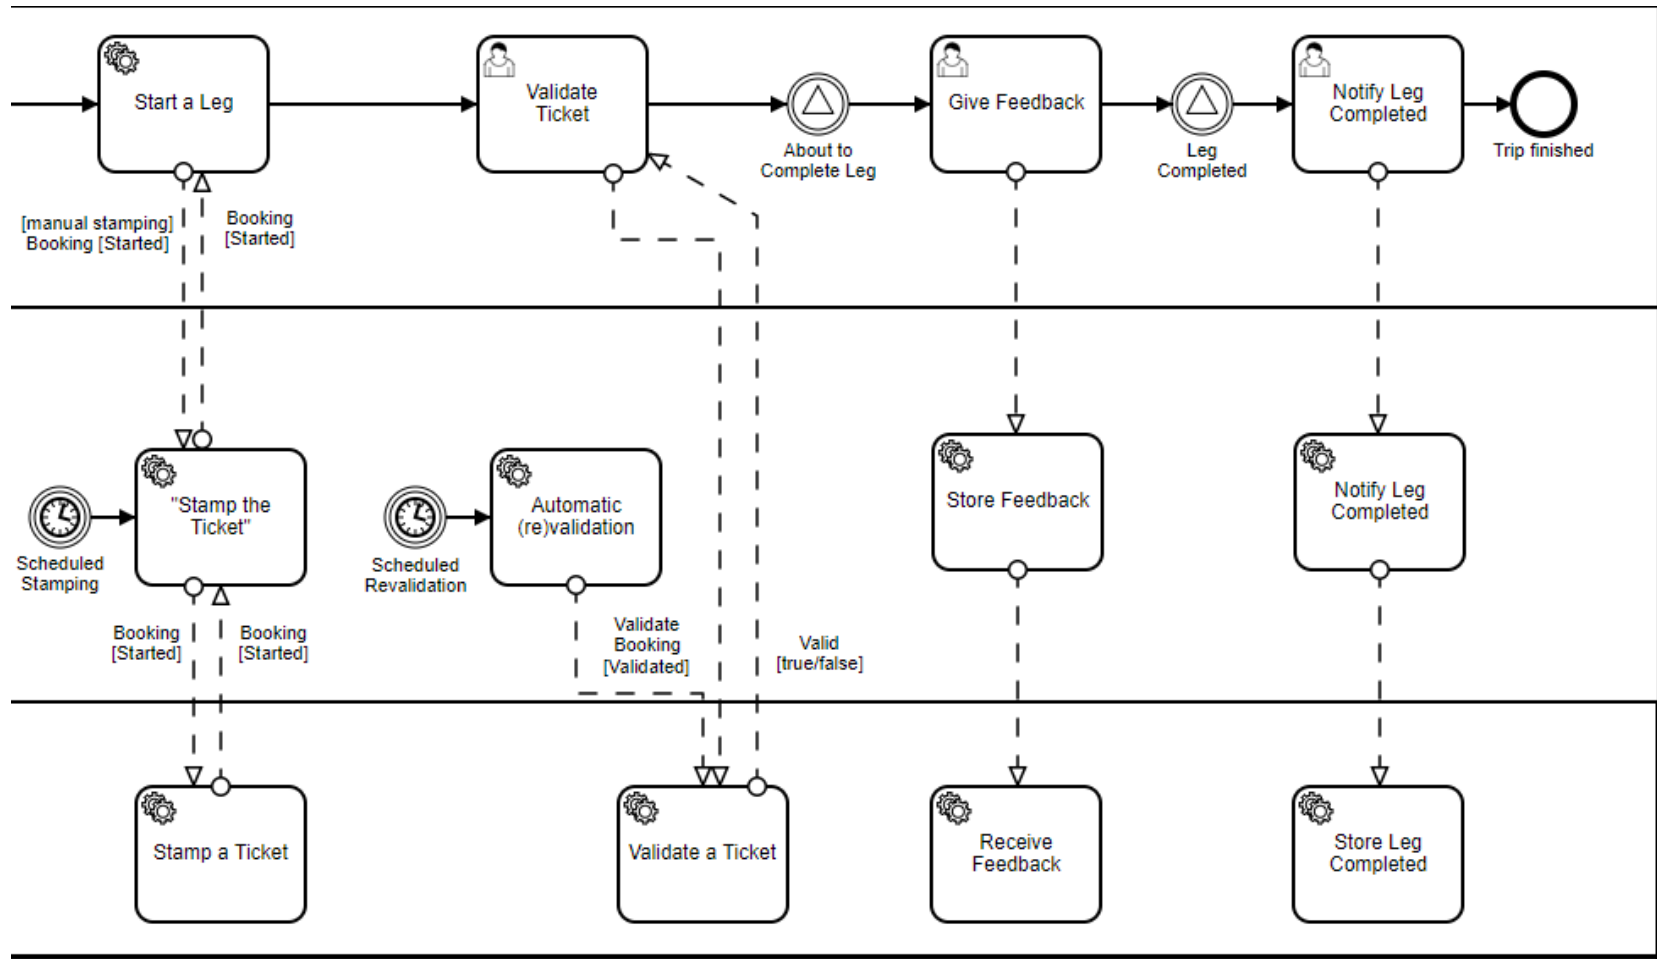 Start a Leg
Validate
Ticket
About to
Complete Leg
Give Feedback
Leg
Completed
Notify Leg
Completed
Trip finished
[manual stamping]
Booking [Started]
Booking
[Started]
Scheduled
Stamping
"Stamp the
Ticket"
Scheduled
Revalidation
Automatic
(re)validation
Store Feedback
Notify Leg
Completed
Booking
[Started]
Booking
[Started]
Validate
Booking
[Validated]
Valid
[true/false]
Stamp a Ticket
Validate a Ticket
Receive
Feedback
Store Leg
Completed